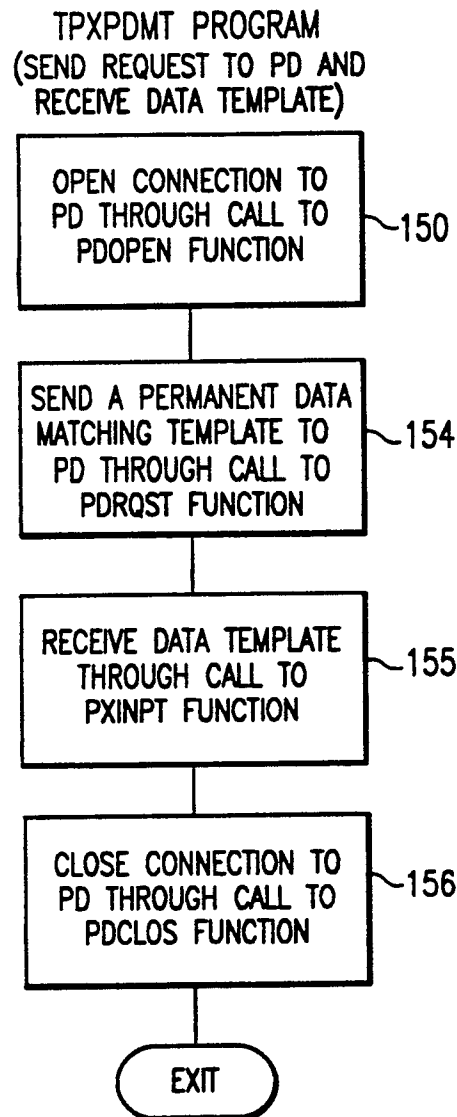 TPXPDMT PROGRAM
(SEND REQUEST TO PD AND
RECEIVE DATA TEMPLATE)
OPEN CONNECTION TO
PD THROUGH CALL TO
PDOPEN FUNCTION
150
SEND A PERMANENT DATA
MATCHING TEMPLATE TO
PD THROUGH CALL TO
PDRQST FUNCTION
154
RECEIVE DATA TEMPLATE
THROUGH CALL TO
PXINPT FUNCTION
155
CLOSE CONNECTION TO
PD THROUGH CALL TO
PDCLOS FUNCTION
156
EXIT